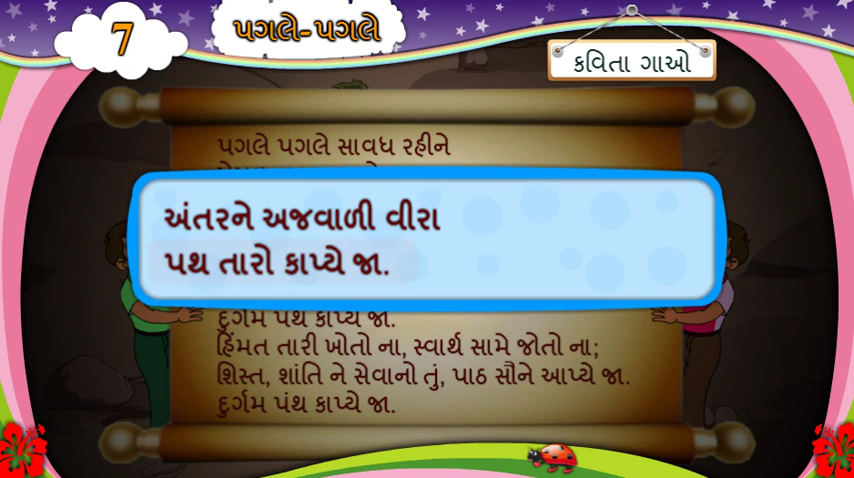 7
પગલે-પગલે
કવિતા ગાઓ
પગલે પગલે સાવધ રહીને
અંતરને અજવાળી વીરા
પથ તારો કાપ્યે જા.
દુર્ગમ પથ કાપ્યે જા.
હિંમત તારી ખોતો ના, સ્વાર્થ સામે જોતો ના;
શિસ્ત, શાંતિ ને સેવાનો તું, પાઠ સૌને આપ્યે જા.
દુર્ગમ પંથ કાપ્યે જા.